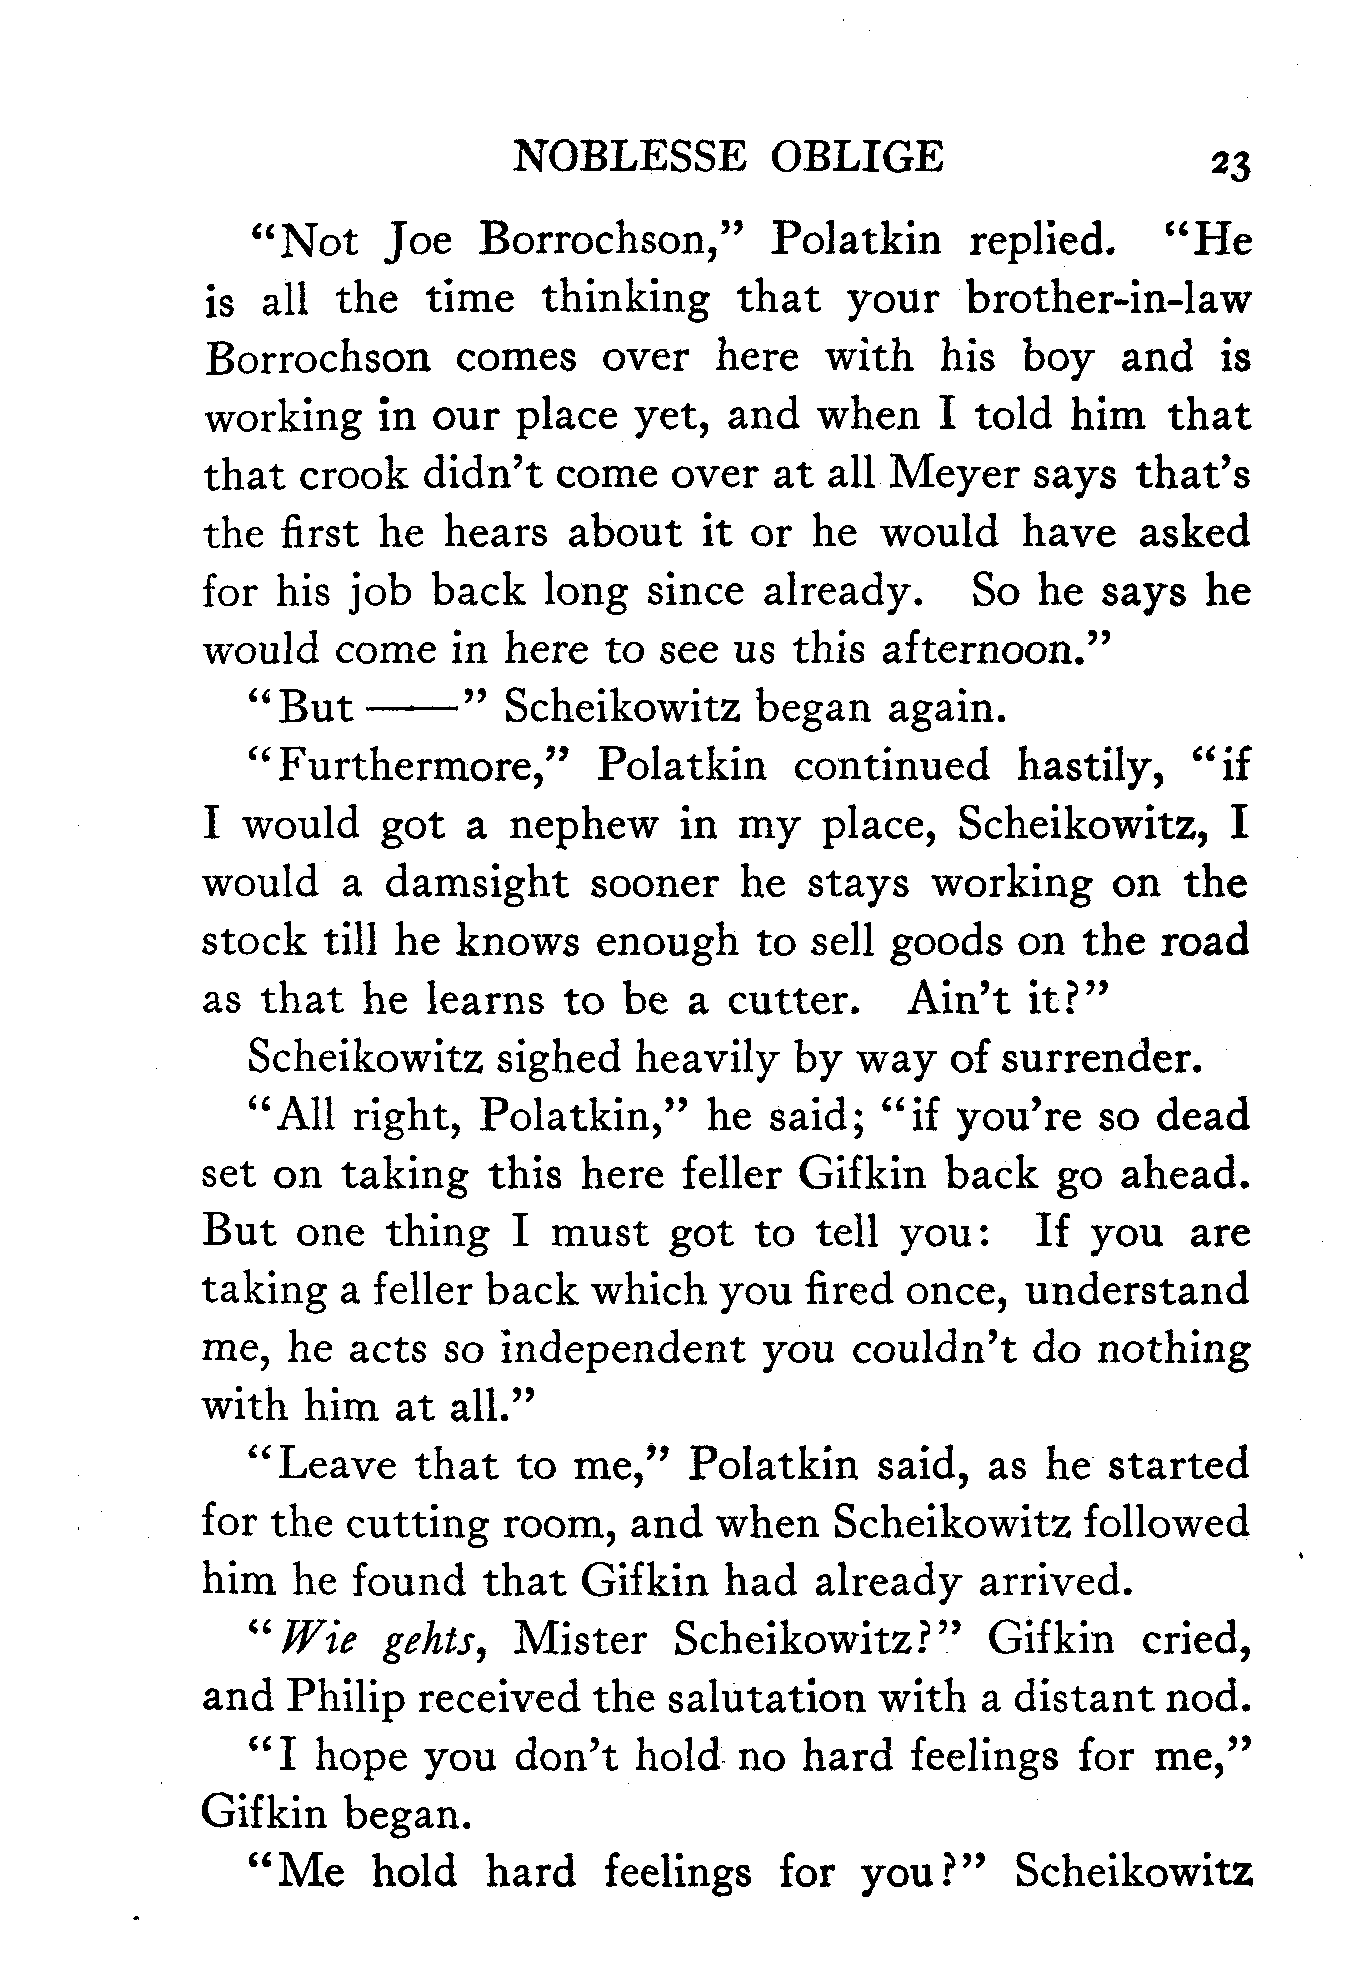 NOBLESSE OBLIGE 23
"Not Joe Borrochson," Polatkin replied. "He
is all the time thinking that your brother-in-law
Borrochson comes over here with his boy and is
working in our place yet, and when I told him that
that crook didn't come over at all Meyer says that's
the first he hears about it or he would have asked
for his job back long since already. So he says he
would come in here to see us this afternoon."
"But ——" Scheikowitz began again.
"Furthermore," Polatkin continued hastily, "if
I would got a nephew in my place, Scheikowitz, I
would a damsight sooner he stays working on the
stock till he knows enough to sell goods on the road
as that he learns to be a cutter. Ain't it?"
Scheikowitz sighed heavily by way of surrender.
"All right, Polatkin," he said; "if you're so dead
set on taking this here feller Gifkin back go ahead.
But one thing I must got to tell you: If you are
taking a feller back which you fired once, understand
me, he acts so independent you couldn't do nothing
with him at all."
"Leave that to me," Polatkin said, as he started
for the cutting room, and when Scheikowitz followed
him he found that Gifkin had already arrived.
"Wie gehts, Mister Scheikowitz?" Gifkin cried,
and Philip received the salutation with a distant nod.
"I hope you don't hold no hard feelings for me,"
Gifkin began.
"Me hold hard feelings for you?" Scheikowitz